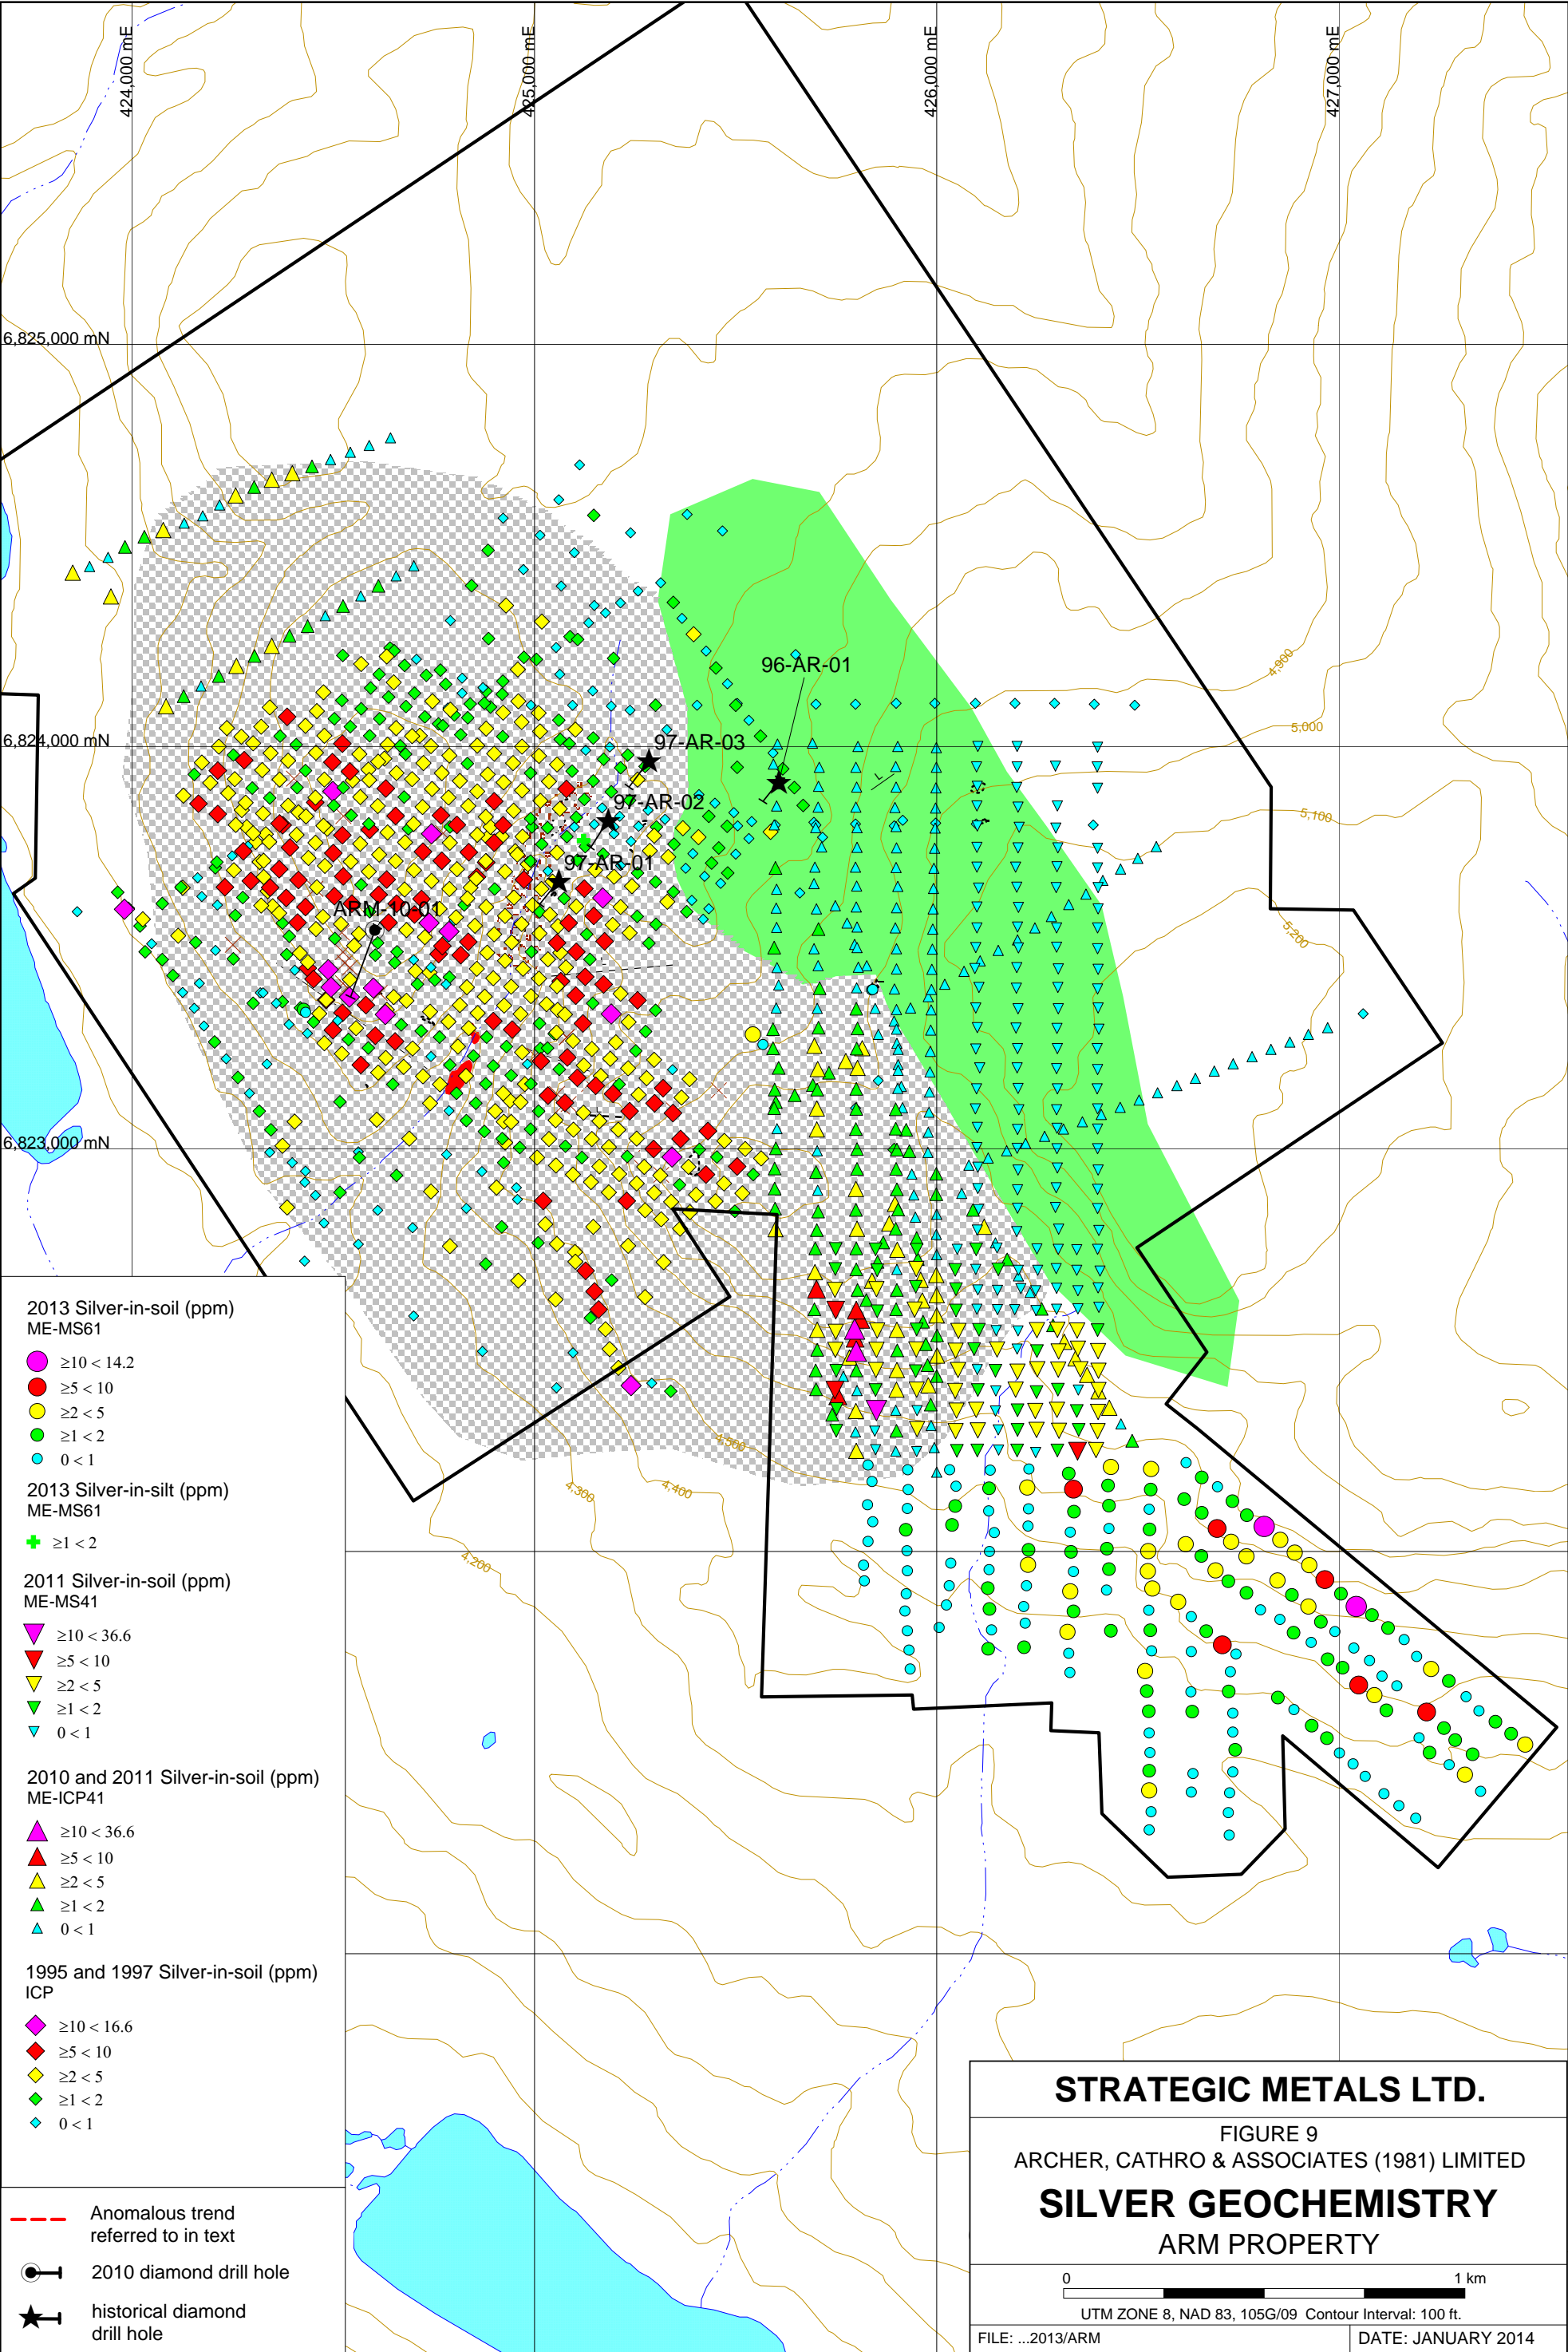 424,000 mE
425,000 mE
426,000 mE
427,000 mE
6,825,000 mN
96-AR-01
4,900
5,000
6,824,000 mN
97-AR-03
97-AR-02
5,100
97-AR-01
ARM-10-01
5,200
6,823,000 mN
4,500
4,400
4,300
4,200
2013 Silver-in-soil (ppm)
ME-MS61
≥10 < 14.2
≥5 < 10
≥2 < 5
≥1 < 2
0 < 1
2013 Silver-in-silt (ppm)
ME-MS61
≥1 < 2
2011 Silver-in-soil (ppm)
ME-MS41
≥10 < 36.6
≥5 < 10
≥2 < 5
≥1 < 2
0 < 1
2010 and 2011 Silver-in-soil (ppm)
ME-ICP41
≥10 < 36.6
≥5 < 10
≥2 < 5
≥1 < 2
0 < 1
1995 and 1997 Silver-in-soil (ppm)
ICP
≥10 < 16.6
≥5 < 10
≥2 < 5
≥1 < 2
0 < 1
Anomalous trend
referred to in text
2010 diamond drill hole
historical diamond
drill hole
STRATEGIC METALS LTD.
FIGURE 9
ARCHER, CATHRO & ASSOCIATES (1981) LIMITED
SILVER GEOCHEMISTRY
ARM PROPERTY
0 1 km
UTM ZONE 8, NAD 83, 105G/09 Contour Interval: 100 ft.
FILE: ...2013/ARM DATE: JANUARY 2014